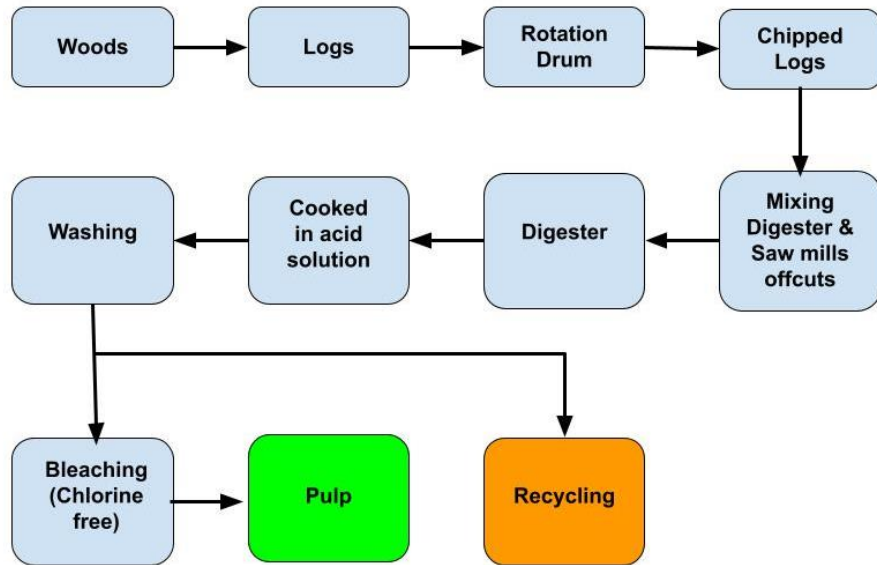 Woods
Logs
Rotation
Drum
Chipped
Logs
Washing
Cooked
in acid
solution
Digester
Mixing
Digester &
Saw mills
offcuts
Bleaching
(Chlorine
free)
Pulp
Recycling